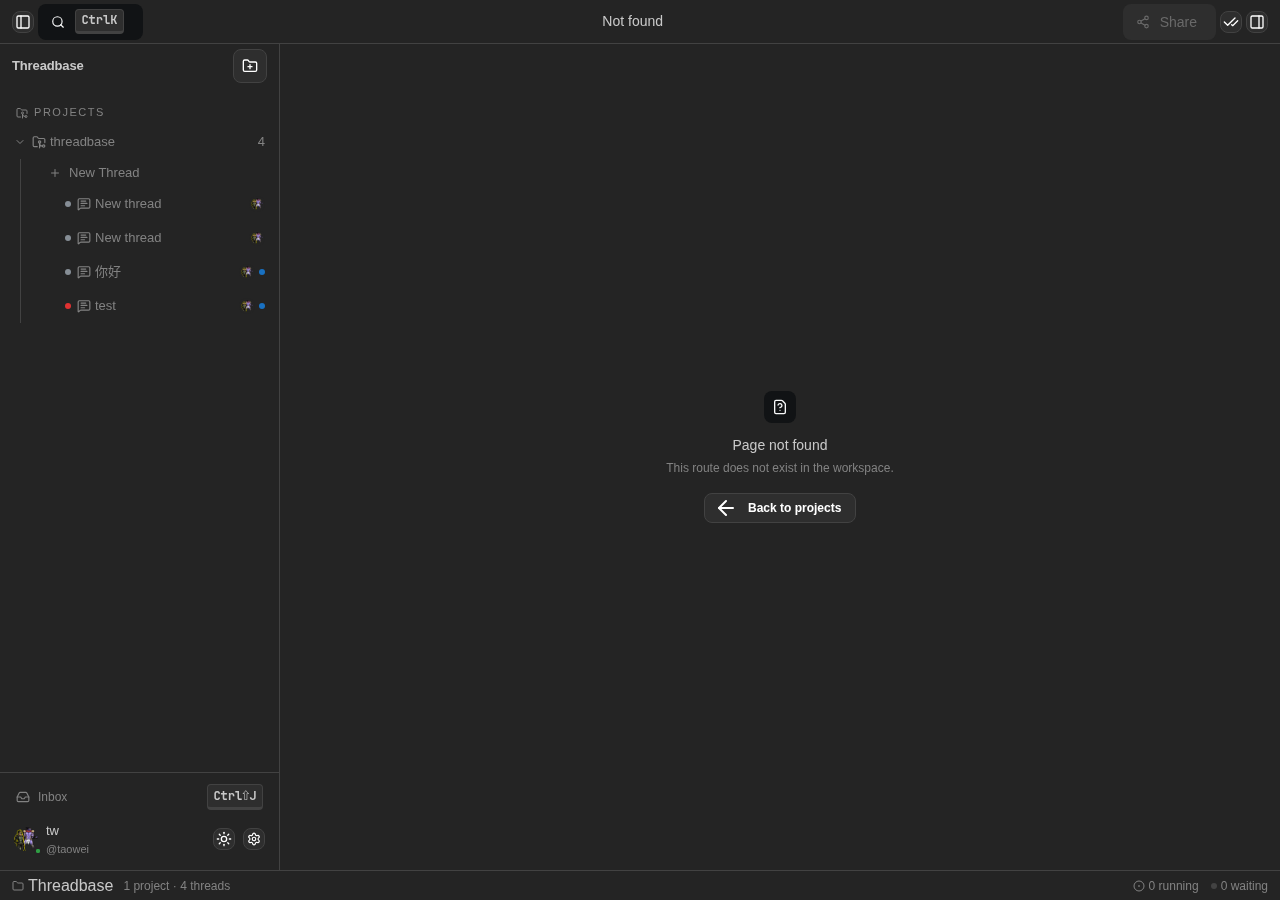 CtrlK
Not found
Share
Threadbase
PROJECTS
threadbase 4
New Thread
New thread
New thread
你好
test
Page not found
This route does not exist in the workspace.
Back to projects
Inbox
Ctrl⇧J
tw
@taowei
Threadbase 1 project · 4 threads
0 running 0 waiting